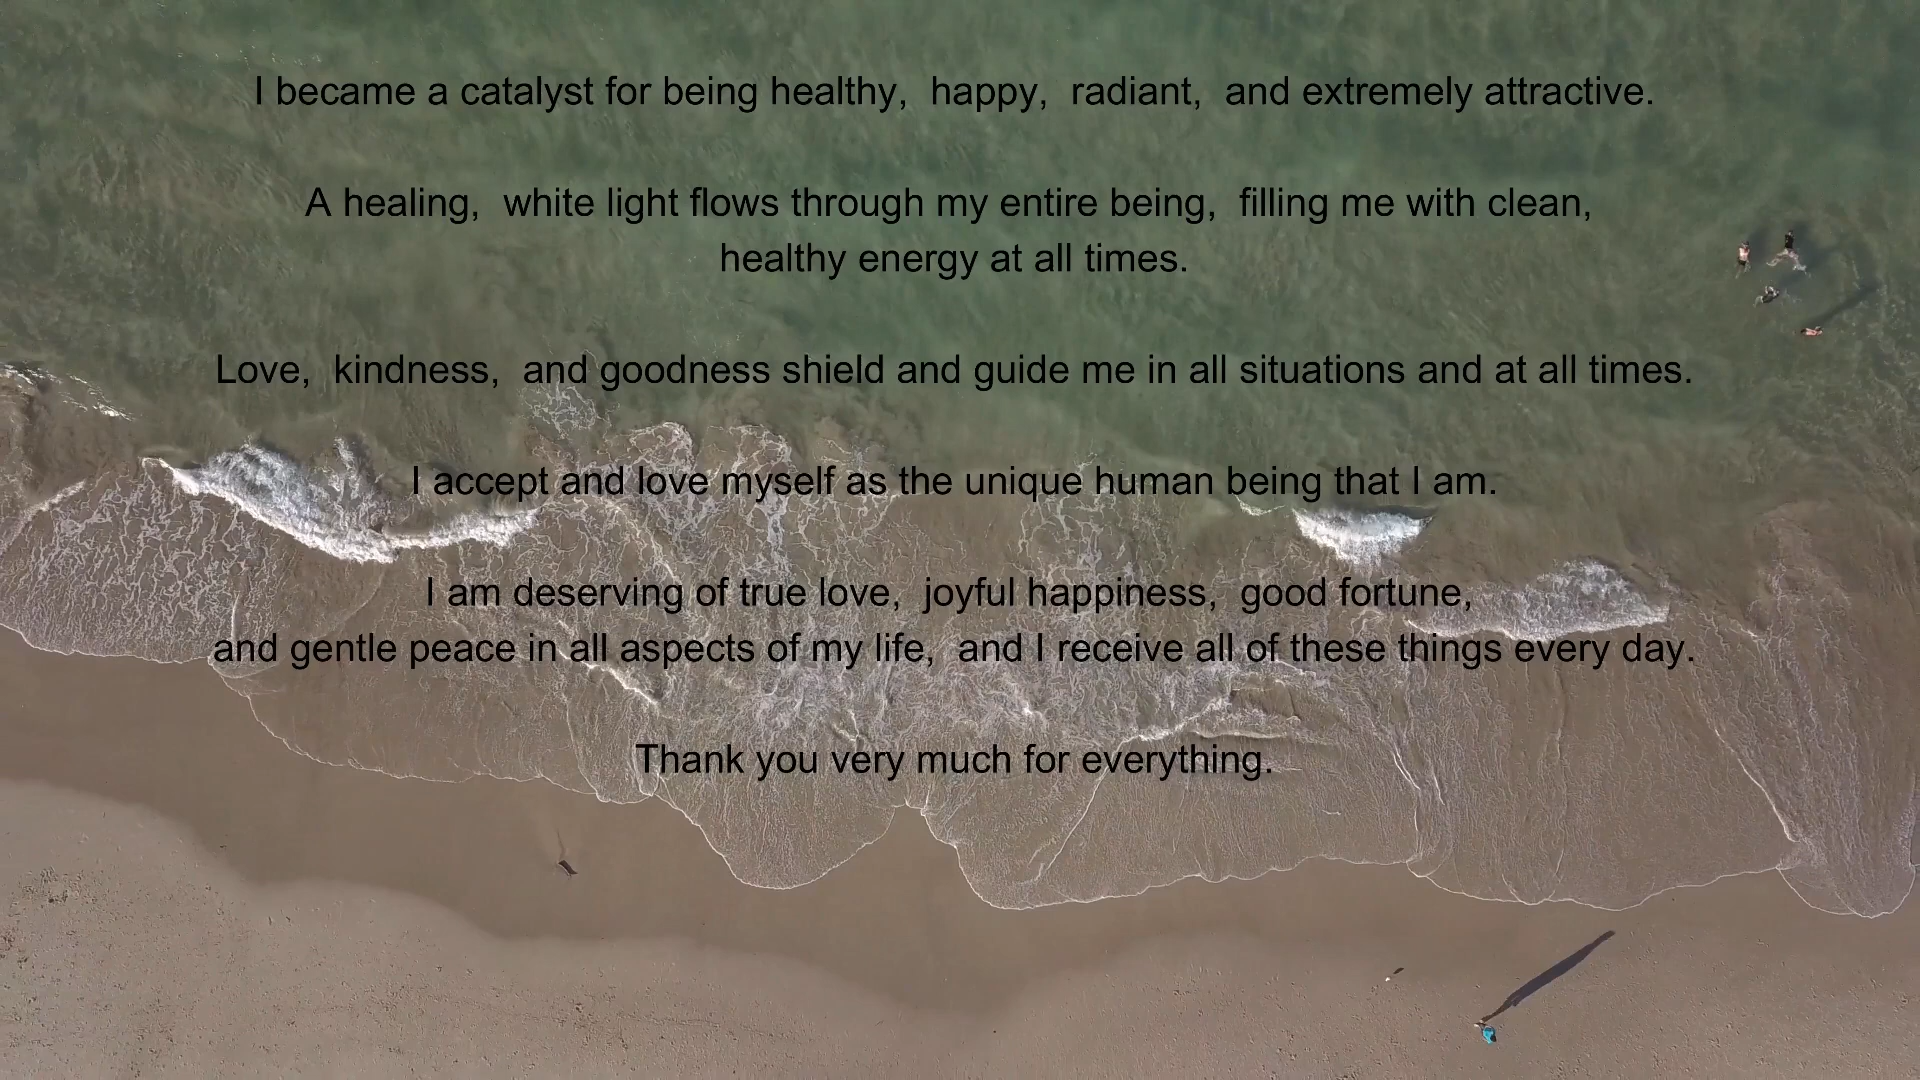 I became a catalyst for being healthy,  happy,  radiant,  and extremely attractive.
A healing,  white light flows through my entire being,  filling me with clean,
healthy energy at all times.
Love,  kindness,  and goodness shield and guide me in all situations and at all times.
I accept and love myself as the unique human being that I am.
I am deserving of true love,  joyful happiness,  good fortune,
and gentle peace in all aspects of my life,  and I receive all of these things every day.
Thank you very much for everything.